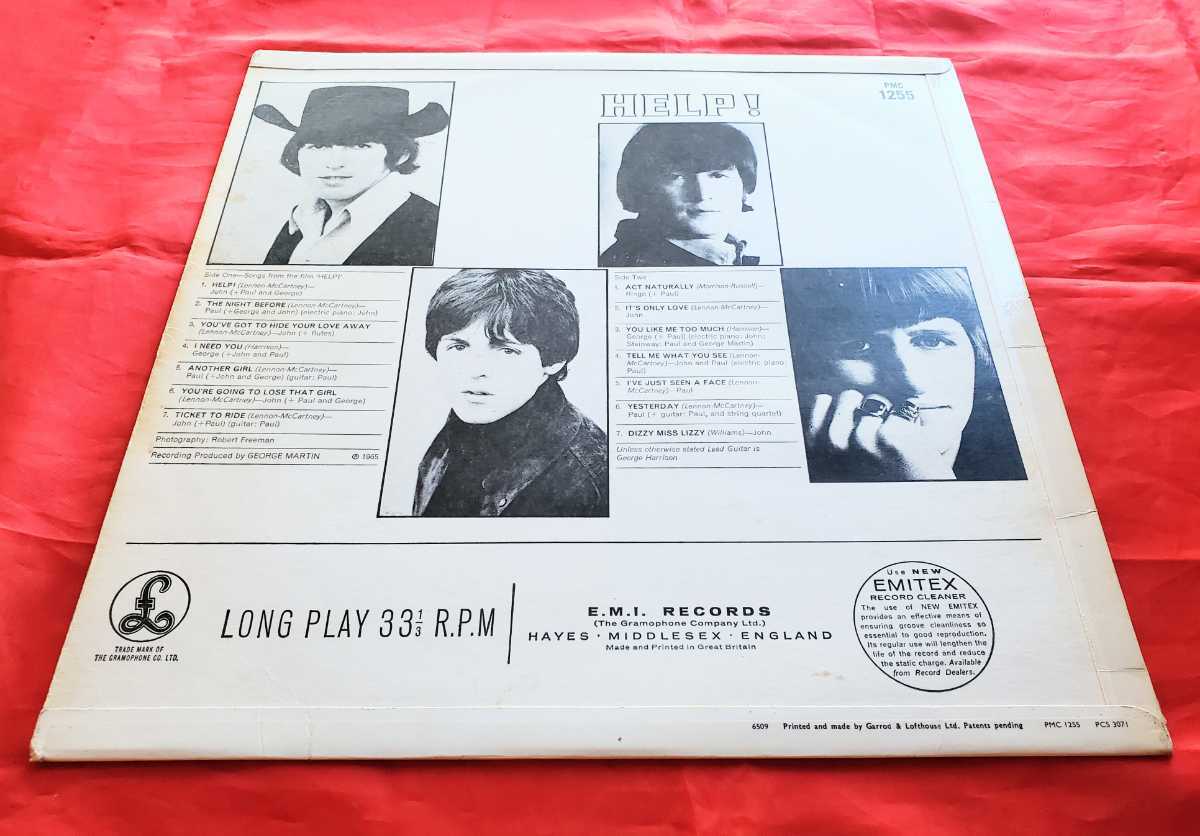 PMC
1255
HELP!
Side One—Songs from the film 'HELP!'
1. HELP! (Lennon-McCartney)—
John (+ Paul and George)
2. THE NIGHT BEFORE (Lennon-McCartney)—
Paul (+George and John) (electric piano: John)
3. YOU'VE GOT TO HIDE YOUR LOVE AWAY
(Lennon-McCartney)—John (+ flutes)
4. I NEED YOU (Harrison)—
George (+John and Paul)
5. ANOTHER GIRL (Lennon-McCartney)—
Paul (+John and George) (guitar: Paul)
6. YOU'RE GOING TO LOSE THAT GIRL
(Lennon-McCartney)—John (+ Paul and George)
7. TICKET TO RIDE (Lennon-McCartney)—
John (+Paul) (guitar: Paul)
Photography: Robert Freeman
Recording Produced by GEORGE MARTIN ℗ 1965
Side Two
1. ACT NATURALLY (Morrison-Russell)—
Ringo (+ Paul)
2. IT'S ONLY LOVE (Lennon-McCartney)—
John
3. YOU LIKE ME TOO MUCH (Harrison)—
George (+ Paul) (electric piano: John;
Steinway: Paul and George Martin)
4. TELL ME WHAT YOU SEE (Lennon-
McCartney)—John and Paul (electric piano:
Paul)
5. I'VE JUST SEEN A FACE (Lennon-
McCartney)—Paul
6. YESTERDAY (Lennon-McCartney)—
Paul (+ guitar: Paul, and string quartet)
7. DIZZY MISS LIZZY (Williams)—John
Unless otherwise stated Lead Guitar is
George Harrison
£
TRADE MARK OF
THE GRAMOPHONE CO. LTD.
LONG PLAY 33⅓ R.P.M
E.M.I. RECORDS
(The Gramophone Company Ltd.)
HAYES · MIDDLESEX · ENGLAND
Made and Printed in Great Britain
Use NEW
EMITEX
RECORD CLEANER
The use of NEW EMITEX
provides an effective means of
ensuring groove cleanliness so
essential to good reproduction.
Its regular use will lengthen the
life of the record and reduce
the static charge. Available
from Record Dealers.
6509 Printed and made by Garrod & Lofthouse Ltd. Patents pending PMC 1255 PCS 3071